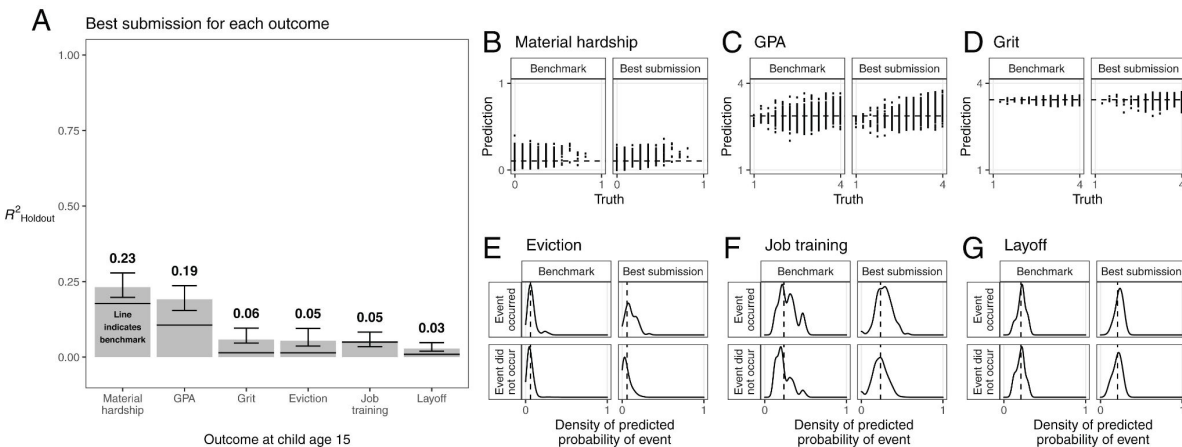 A
Best submission for each outcome
1.00
0.75
0.50
0.25
0.00
R²Holdout
0.23
0.19
0.06
0.05
0.05
0.03
Line
indicates
benchmark
Material
hardship
GPA
Grit
Eviction
Job
training
Layoff
Outcome at child age 15
B
Material hardship
Benchmark
Best submission
Prediction
1
0
0
1
0
1
Truth
C
GPA
Benchmark
Best submission
Prediction
4
1
1
4
1
4
Truth
D
Grit
Benchmark
Best submission
Prediction
4
1
1
4
1
4
Truth
E
Eviction
Benchmark
Best submission
Event
occurred
Event did
not occur
0
1
0
1
Density of predicted
probability of event
F
Job training
Benchmark
Best submission
Event
occurred
Event did
not occur
0
1
0
1
Density of predicted
probability of event
G
Layoff
Benchmark
Best submission
Event
occurred
Event did
not occur
0
1
0
1
Density of predicted
probability of event